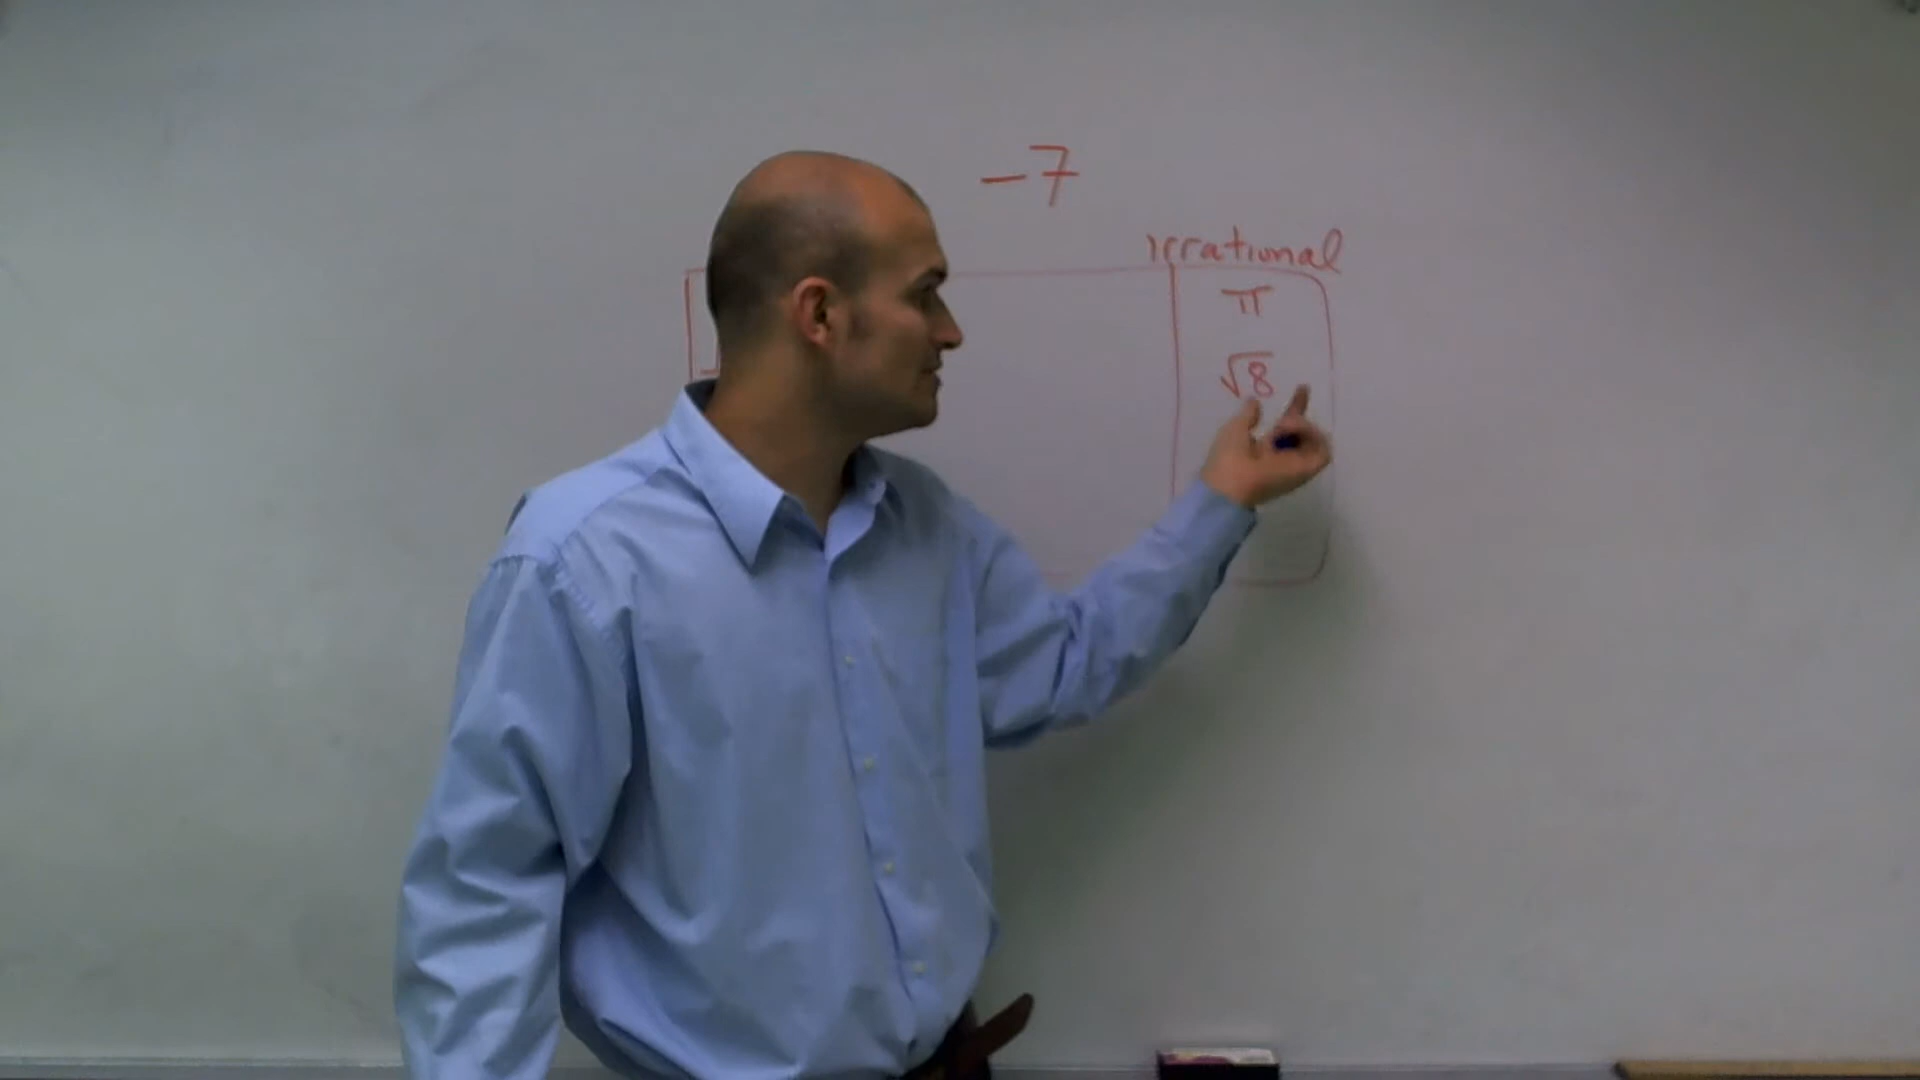 -7
irrational
π
√8